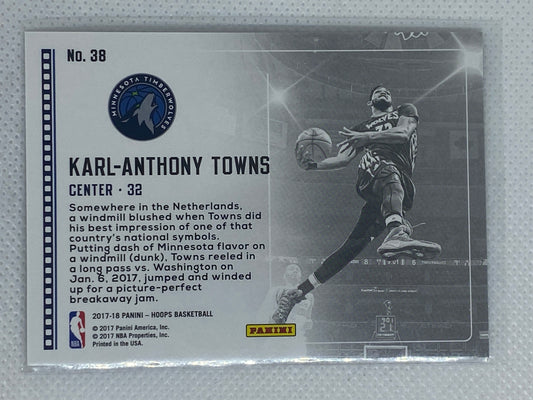 No. 38
MINNESOTA TIMBERWOLVES
KARL-ANTHONY TOWNS
CENTER · 32
Somewhere in the Netherlands,
a windmill blushed when Towns did
his best impression of one of that
country's national symbols.
Putting dash of Minnesota flavor on
a windmill (dunk), Towns reeled in
a long pass vs. Washington on
Jan. 6, 2017, jumped and winded
up for a picture-perfect
breakaway jam.
2017-18 PANINI – HOOPS BASKETBALL
© 2017 Panini America, Inc.
© 2017 NBA Properties, Inc.
Printed in the USA.
NBA
PANINI